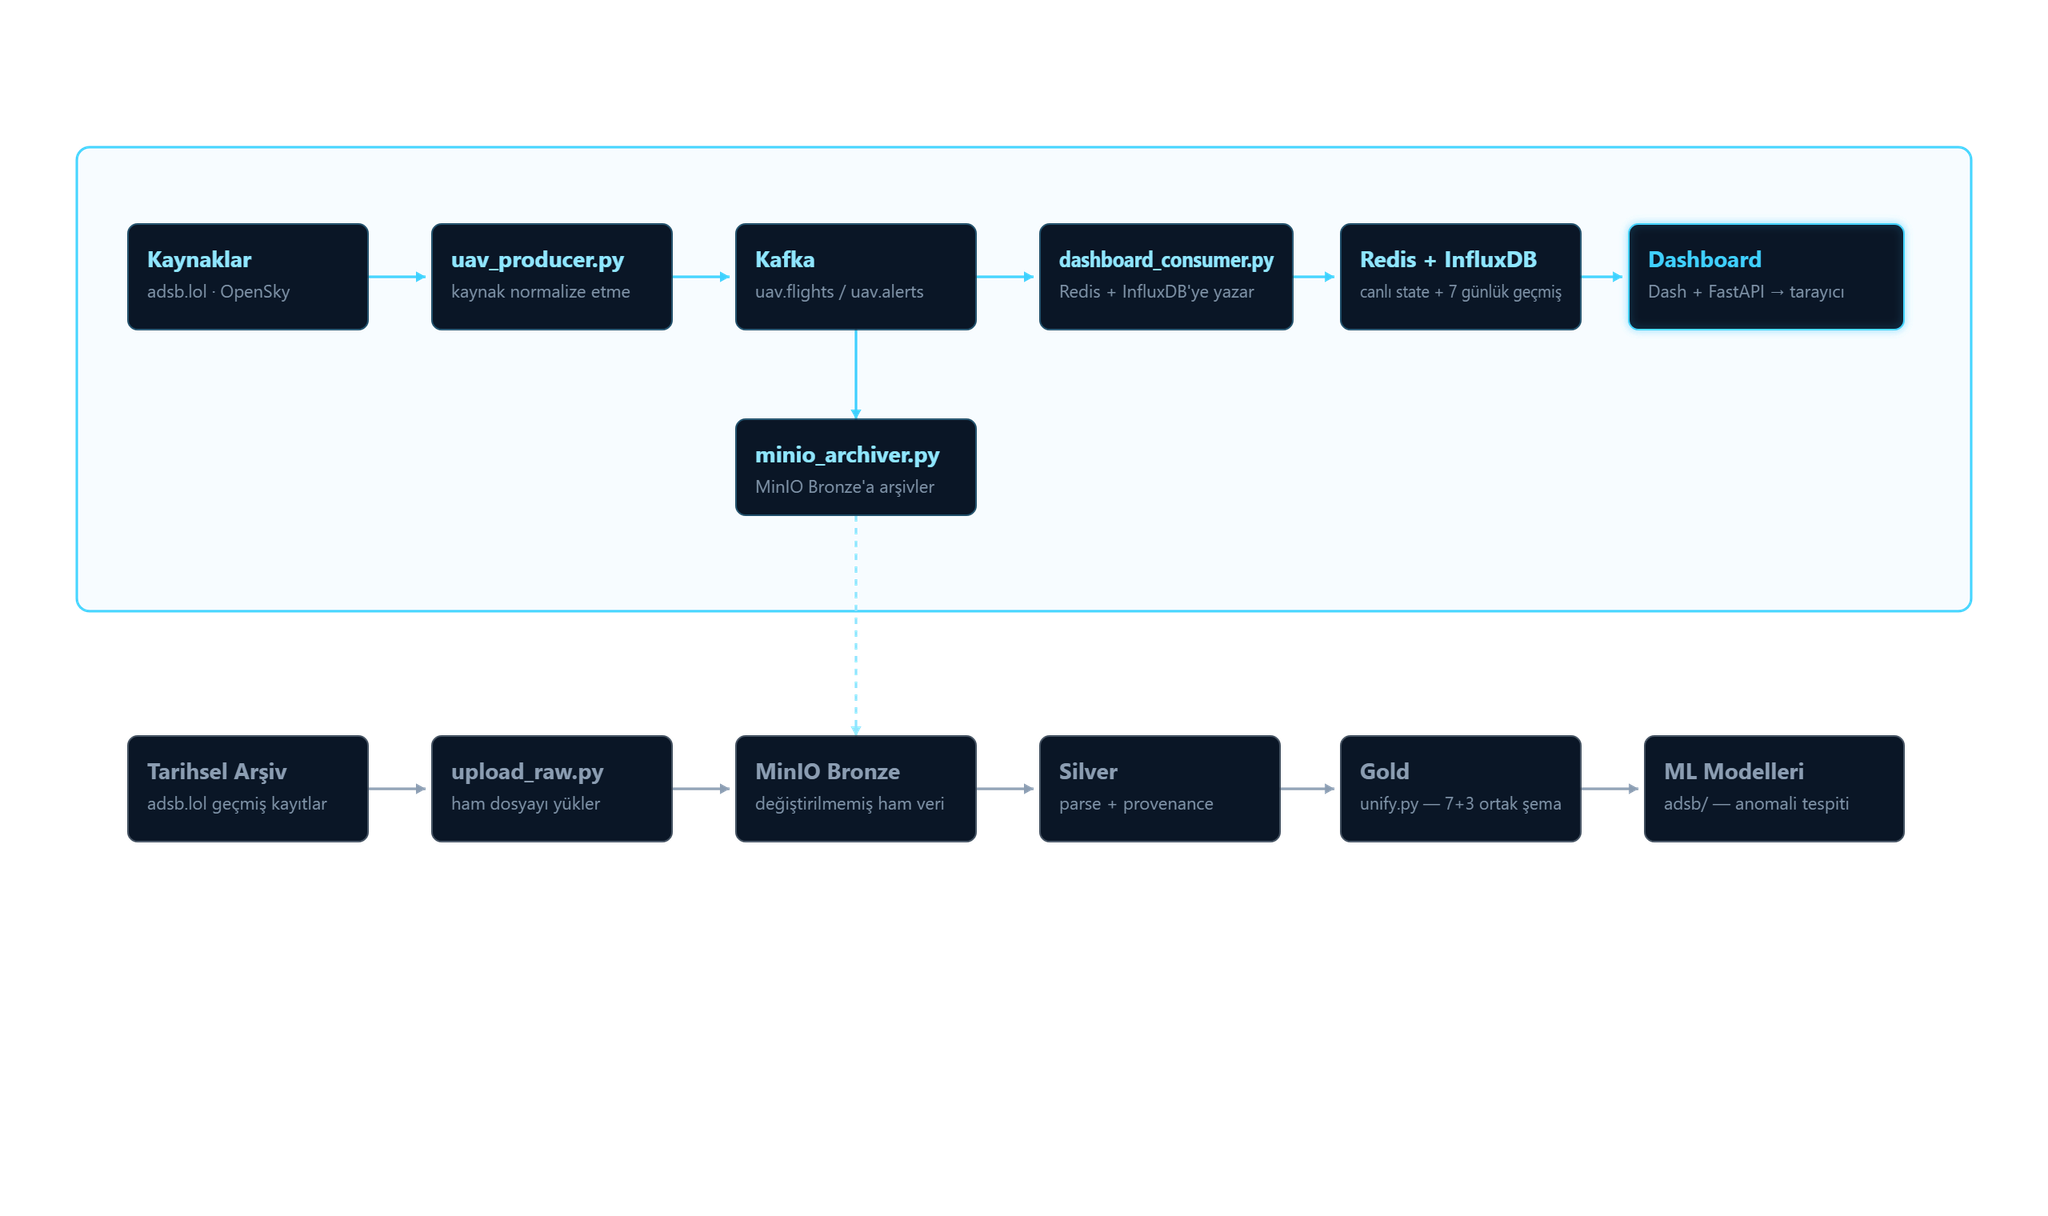 Kaynaklar
adsb.lol · OpenSky
uav_producer.py
kaynak normalize etme
Kafka
uav.flights / uav.alerts
dashboard_consumer.py
Redis + InfluxDB'ye yazar
Redis + InfluxDB
canlı state + 7 günlük geçmiş
Dashboard
Dash + FastAPI → tarayıcı
minio_archiver.py
MinIO Bronze'a arşivler
Tarihsel Arşiv
adsb.lol geçmiş kayıtlar
upload_raw.py
ham dosyayı yükler
MinIO Bronze
değiştirilmemiş ham veri
Silver
parse + provenance
Gold
unify.py — 7+3 ortak şema
ML Modelleri
adsb/ — anomali tespiti